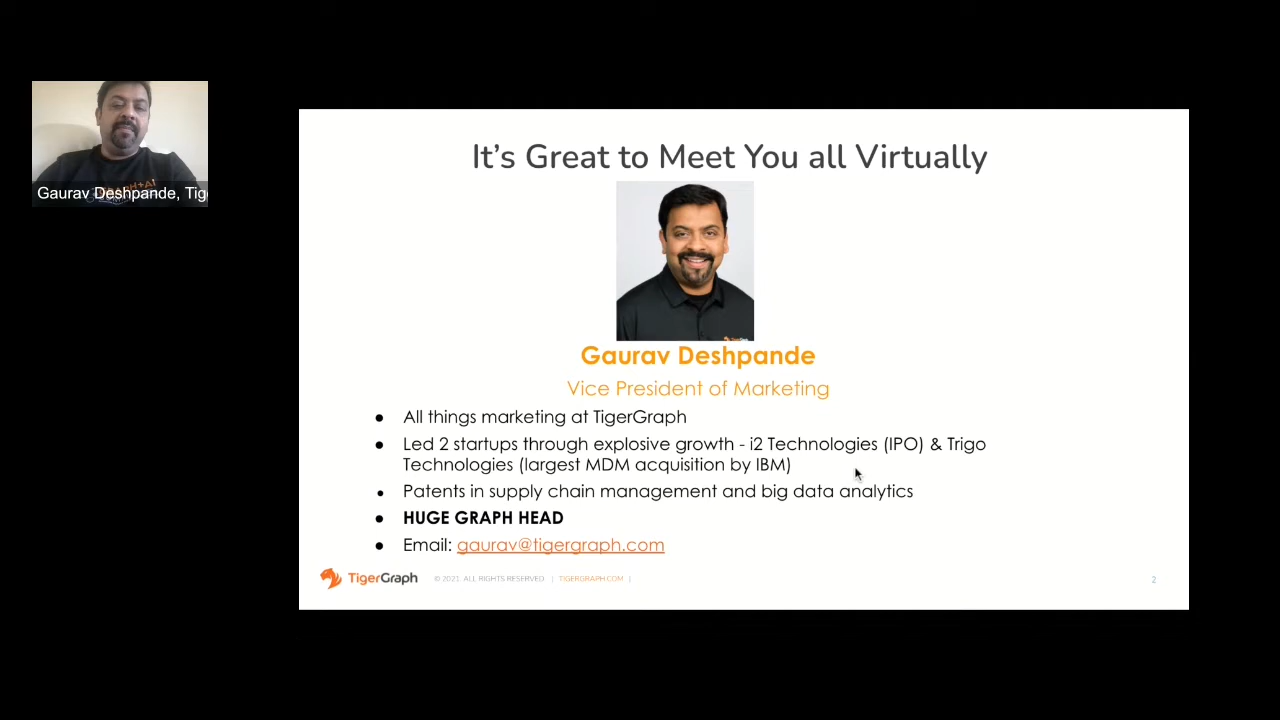 Gaurav Deshpande, Tig
It's Great to Meet You all Virtually
Gaurav Deshpande
Vice President of Marketing
● All things marketing at TigerGraph
● Led 2 startups through explosive growth - i2 Technologies (IPO) & Trigo
Technologies (largest MDM acquisition by IBM)
● Patents in supply chain management and big data analytics
● HUGE GRAPH HEAD
● Email: gaurav@tigergraph.com
TigerGraph © 2021. ALL RIGHTS RESERVED | TIGERGRAPH.COM | 2